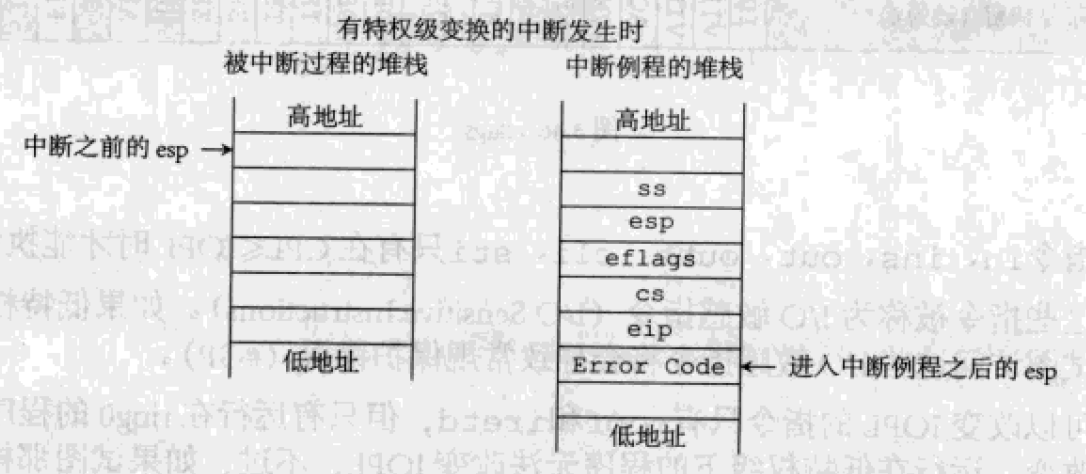 有特权级变换的中断发生时
被中断过程的堆栈
中断例程的堆栈
高地址
高地址
中断之前的 esp
ss
esp
eflags
cs
eip
低地址
Error Code
进入中断例程之后的 esp
低地址